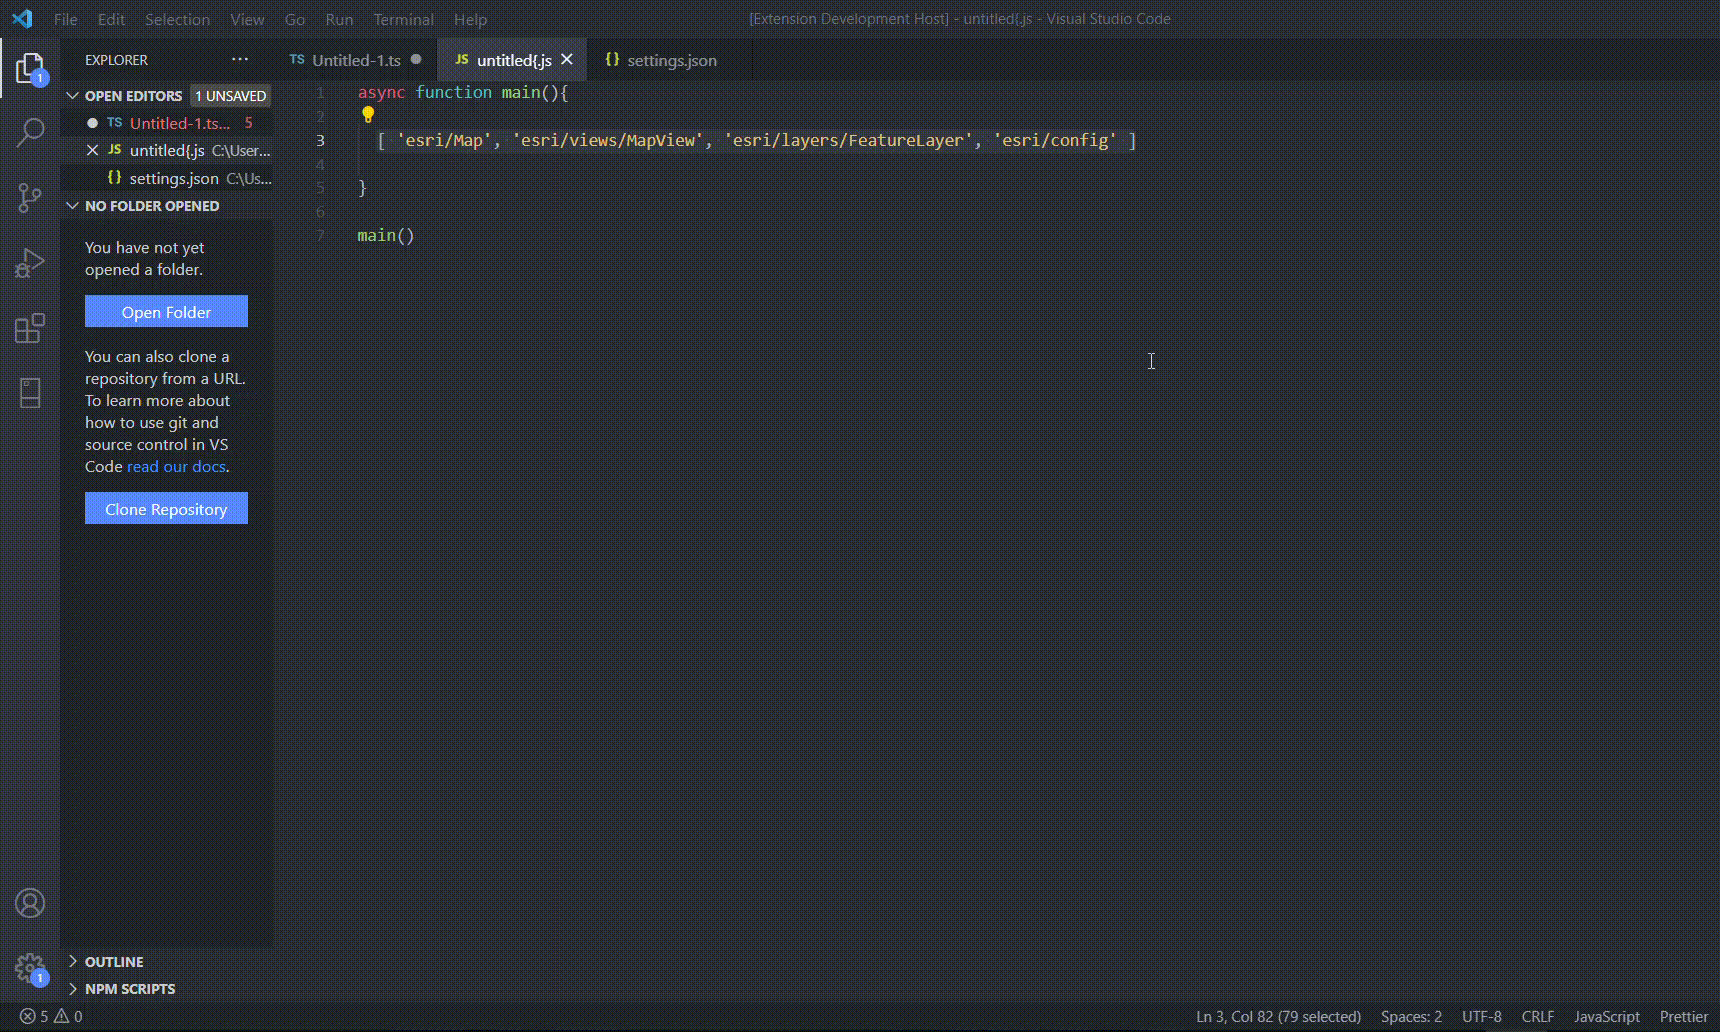 File Edit Selection View Go Run Terminal Help [Extension Development Host] - untitled{.js - Visual Studio Code
EXPLORER ···
TS Untitled-1.ts JS untitled{.js {} settings.json
OPEN EDITORS 1 UNSAVED
TS Untitled-1.ts... 5
JS untitled{.js C:\User...
{} settings.json C:\Us...
NO FOLDER OPENED
You have not yet
opened a folder.
Open Folder
You can also clone a
repository from a URL.
To learn more about
how to use git and
source control in VS
Code read our docs.
Clone Repository
OUTLINE
NPM SCRIPTS
1
1
1 async function main(){
2
3 [ 'esri/Map', 'esri/views/MapView', 'esri/layers/FeatureLayer', 'esri/config' ]
4
5 }
6
7 main()
5 0 Ln 3, Col 82 (79 selected) Spaces: 2 UTF-8 CRLF JavaScript Prettier